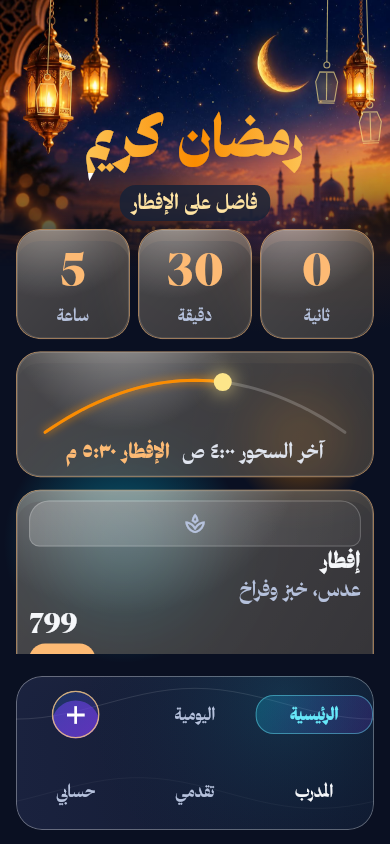 رمضان كريم
فاضل على الإفطار
0 30 5
ثانية دقيقة ساعة
آخر السحور ٤:٠٠ ص الإفطار ٥:٣٠ م
إفطار
عدس، خبز وفراخ
799
الرئيسية اليومية +
المدرب تقدمي حسابي